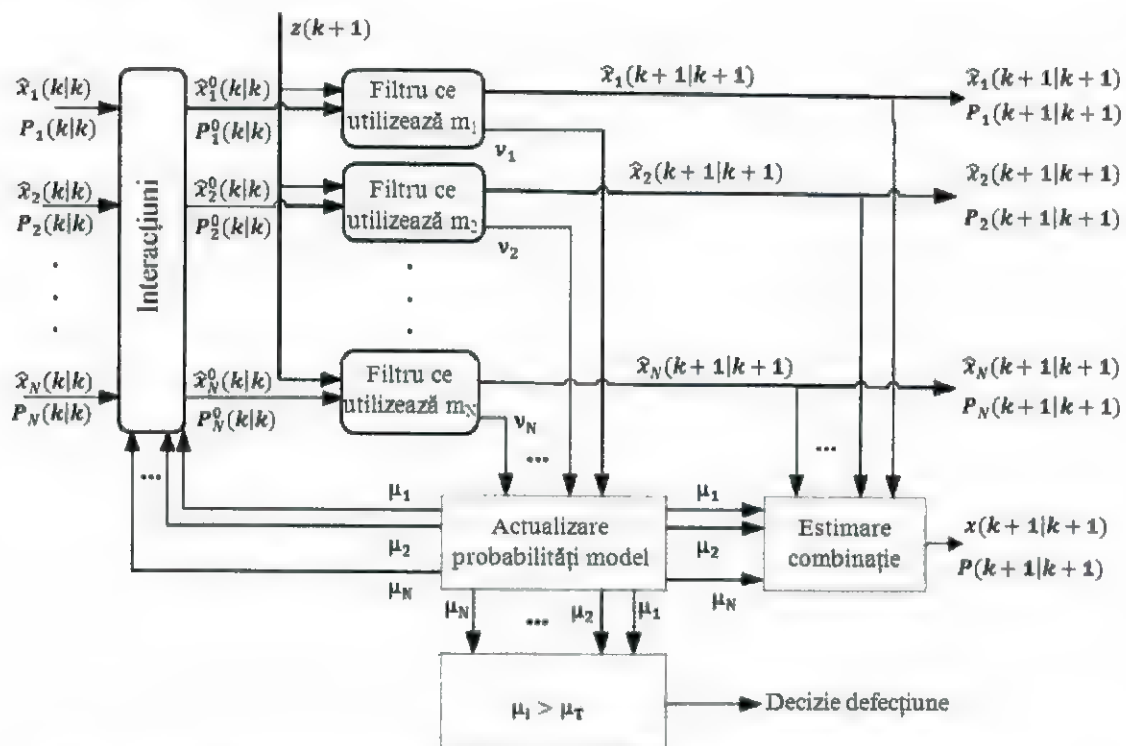 z(k + 1)
x̂₁(k|k)
P₁(k|k)
x̂₂(k|k)
P₂(k|k)
.
.
.
x̂_N(k|k)
P_N(k|k)
Interacțiuni
x̂₁⁰(k|k)
P₁⁰(k|k)
x̂₂⁰(k|k)
P₂⁰(k|k)
x̂_N⁰(k|k)
P_N⁰(k|k)
Filtru ce
utilizează m₁
ν₁
Filtru ce
utilizează m₂
ν₂
.
.
.
Filtru ce
utilizează m_N
ν_N
...
x̂₁(k + 1|k + 1)
x̂₂(k + 1|k + 1)
x̂_N(k + 1|k + 1)
x̂₁(k + 1|k + 1)
P₁(k + 1|k + 1)
x̂₂(k + 1|k + 1)
P₂(k + 1|k + 1)
x̂_N(k + 1|k + 1)
P_N(k + 1|k + 1)
...
...
μ₁
μ₂
μ_N
Actualizare
probabilități model
μ₁
μ₂
μ_N
Estimare
combinație
x(k + 1|k + 1)
P(k + 1|k + 1)
μ_N
...
μ₂
μ₁
μᵢ > μ_T
Decizie defecțiune